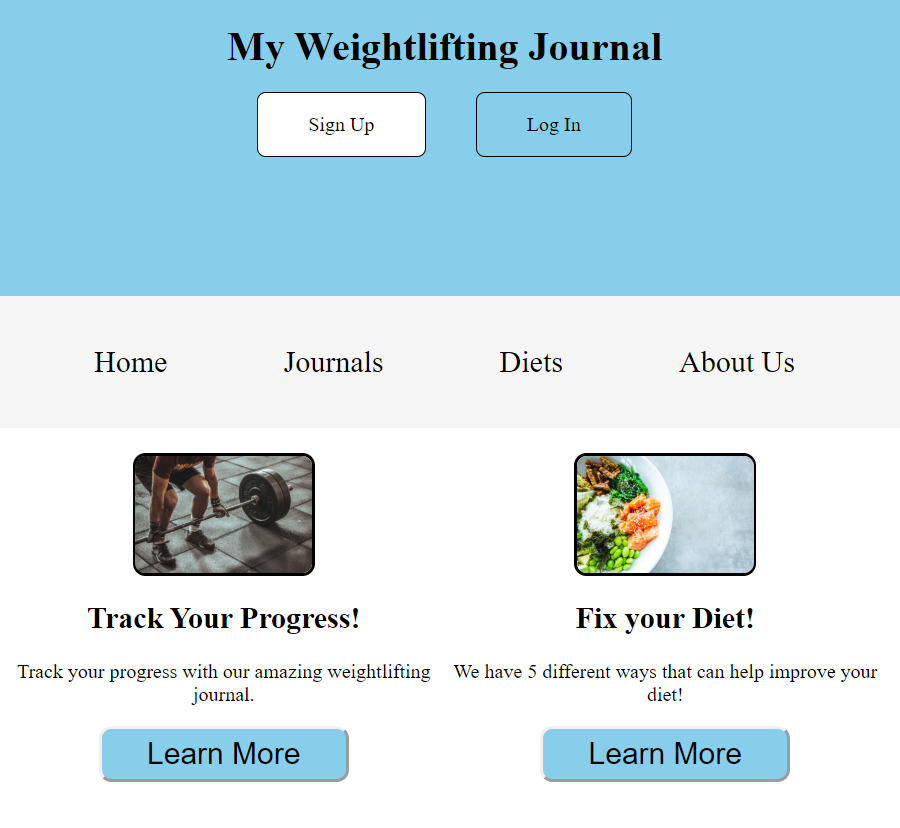 My Weightlifting Journal
Sign Up
Log In
Home
Journals
Diets
About Us
Track Your Progress!
Track your progress with our amazing weightlifting
journal.
Learn More
Fix your Diet!
We have 5 different ways that can help improve your
diet!
Learn More